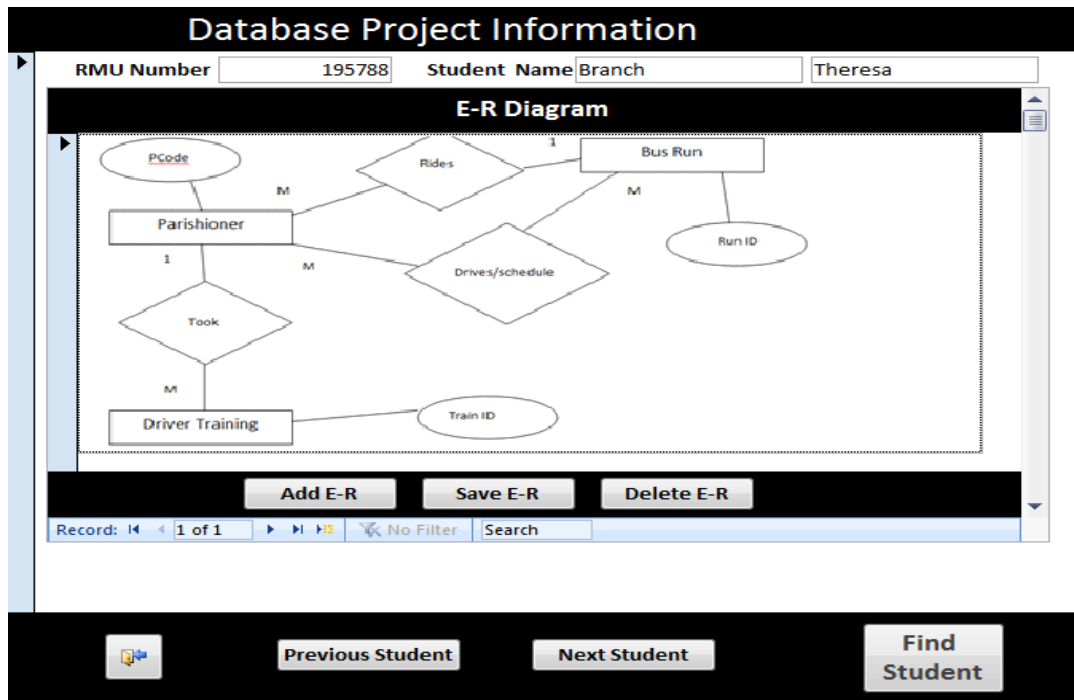 Database Project Information
RMU Number 195788 Student Name Branch Theresa
E-R Diagram
PCode
Rides
1
Bus Run
M
M
Parishioner
Run ID
1
M
Drives/schedule
Took
M
Driver Training
Train ID
Add E-R Save E-R Delete E-R
Record: 1 of 1 No Filter Search
Previous Student Next Student
Find
Student